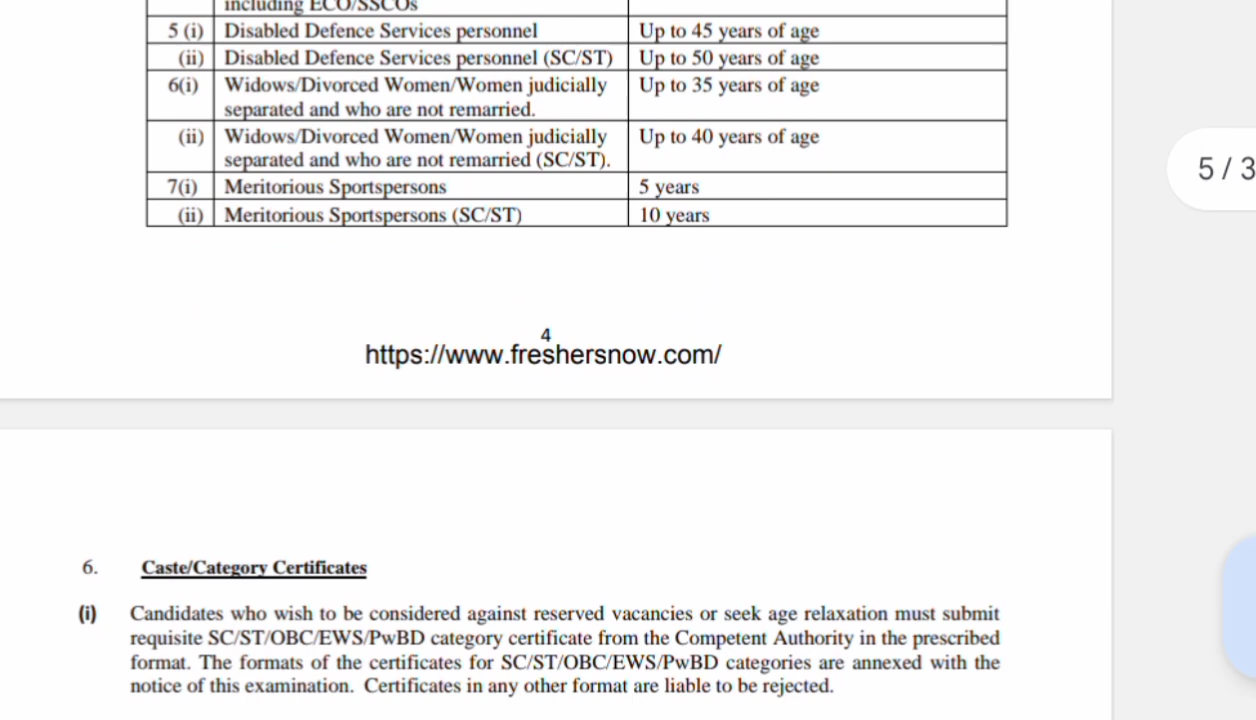 including ECO/SSCOs
5 (i) Disabled Defence Services personnel Up to 45 years of age
(ii) Disabled Defence Services personnel (SC/ST) Up to 50 years of age
6(i) Widows/Divorced Women/Women judicially Up to 35 years of age
separated and who are not remarried.
(ii) Widows/Divorced Women/Women judicially Up to 40 years of age
separated and who are not remarried (SC/ST).
7(i) Meritorious Sportspersons 5 years
(ii) Meritorious Sportspersons (SC/ST) 10 years
5 / 3
4
https://www.freshersnow.com/
6. Caste/Category Certificates
(i) Candidates who wish to be considered against reserved vacancies or seek age relaxation must submit
requisite SC/ST/OBC/EWS/PwBD category certificate from the Competent Authority in the prescribed
format. The formats of the certificates for SC/ST/OBC/EWS/PwBD categories are annexed with the
notice of this examination. Certificates in any other format are liable to be rejected.